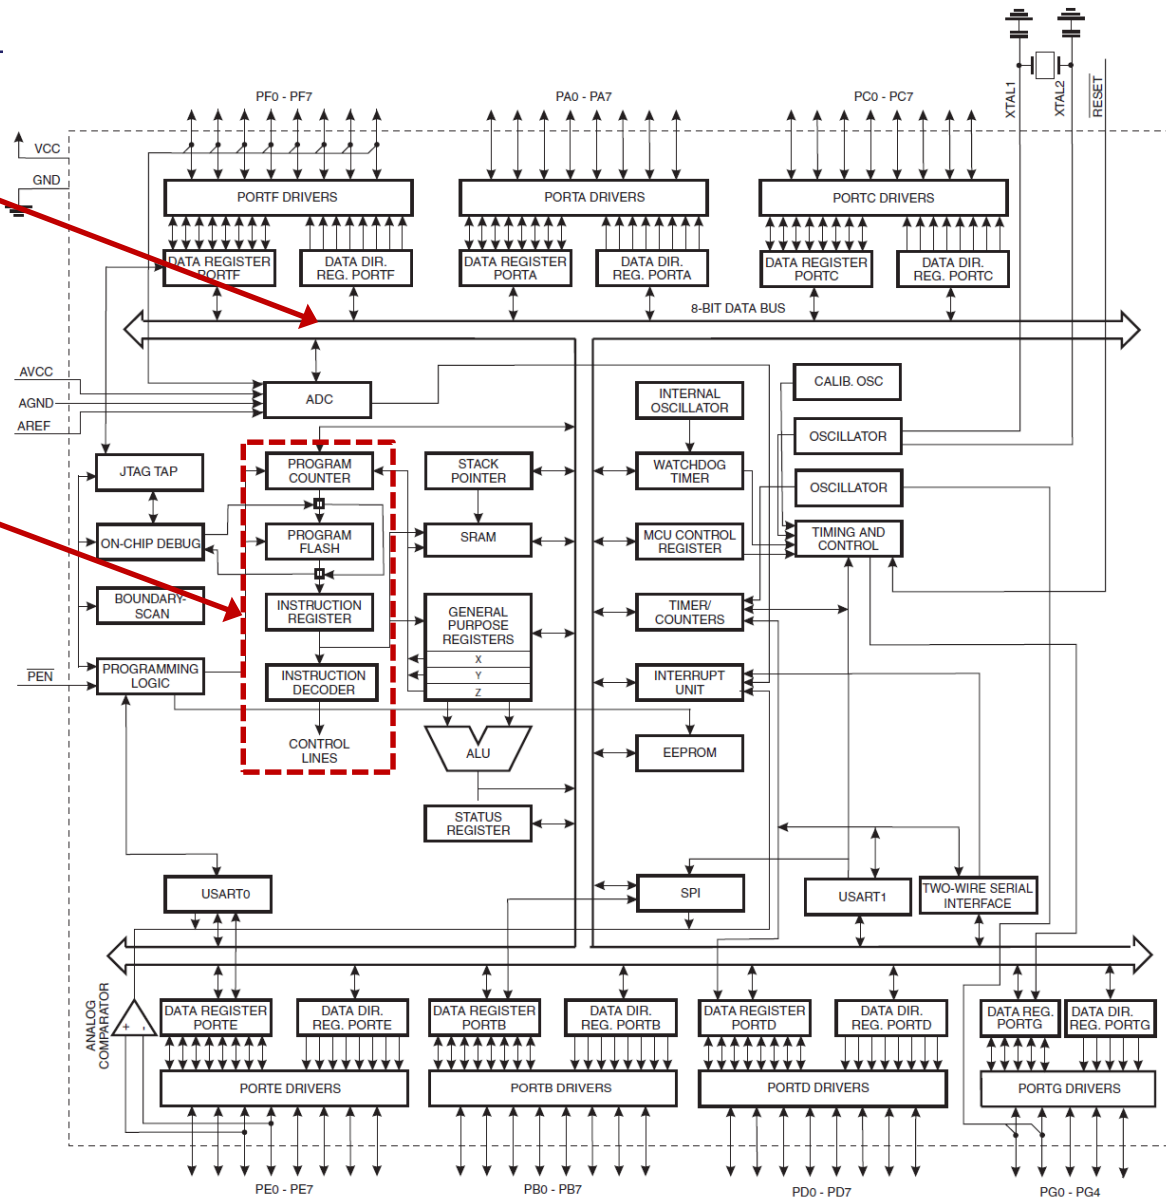 XTAL1
XTAL2
RESET
PF0 - PF7
PA0 - PA7
PC0 - PC7
VCC
GND
PORTF DRIVERS
PORTA DRIVERS
PORTC DRIVERS
DATA REGISTER
PORTF
DATA DIR.
REG. PORTF
DATA REGISTER
PORTA
DATA DIR.
REG. PORTA
DATA REGISTER
PORTC
DATA DIR.
REG. PORTC
8-BIT DATA BUS
AVCC
AGND
AREF
ADC
INTERNAL
OSCILLATOR
CALIB. OSC
OSCILLATOR
JTAG TAP
PROGRAM
COUNTER
STACK
POINTER
WATCHDOG
TIMER
OSCILLATOR
ON-CHIP DEBUG
PROGRAM
FLASH
SRAM
MCU CONTROL
REGISTER
TIMING AND
CONTROL
BOUNDARY-
SCAN
INSTRUCTION
REGISTER
GENERAL
PURPOSE
REGISTERS
X
Y
Z
TIMER/
COUNTERS
PEN
PROGRAMMING
LOGIC
INSTRUCTION
DECODER
INTERRUPT
UNIT
CONTROL
LINES
ALU
EEPROM
STATUS
REGISTER
USART0
SPI
USART1
TWO-WIRE SERIAL
INTERFACE
ANALOG
COMPARATOR
+
-
DATA REGISTER
PORTE
DATA DIR.
REG. PORTE
DATA REGISTER
PORTB
DATA DIR.
REG. PORTB
DATA REGISTER
PORTD
DATA DIR.
REG. PORTD
DATA REG.
PORTG
DATA DIR.
REG. PORTG
PORTE DRIVERS
PORTB DRIVERS
PORTD DRIVERS
PORTG DRIVERS
PE0 - PE7
PB0 - PB7
PD0 - PD7
PG0 - PG4